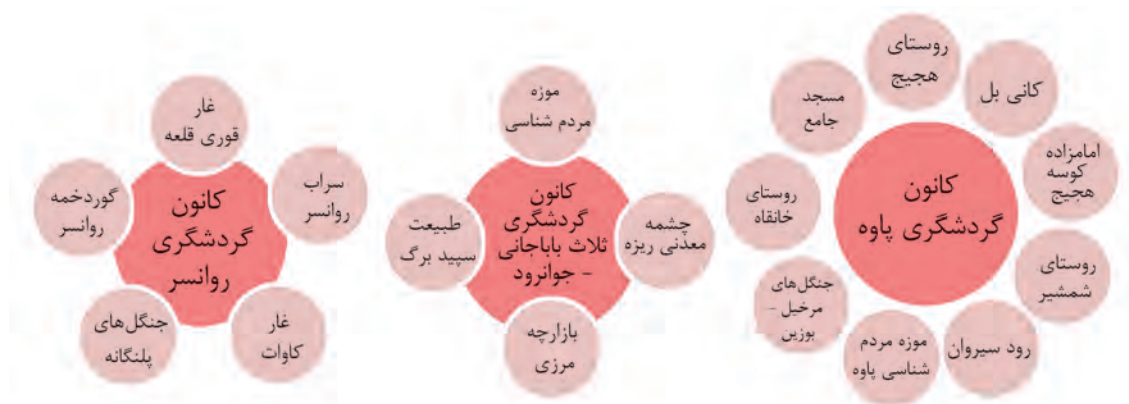 کانون
گردشگری پاوه
روستای
هجیج
کانی بل
امامزاده
کوسه
هجیج
روستای
شمشیر
رود سیروان
موزه مردم
شناسی پاوه
جنگل‌های
مرخیل –
بوزین
روستای
خانقاه
مسجد
جامع
کانون
گردشگری
ثلاث باباجانی
– جوانرود
موزه
مردم شناسی
چشمه
معدنی ریزه
بازارچه
مرزی
طبیعت
سپید برگ
کانون
گردشگری
روانسر
غار
قوری قلعه
سراب
روانسر
غار
کاوات
جنگل‌های
پلنگانه
گوردخمه
روانسر